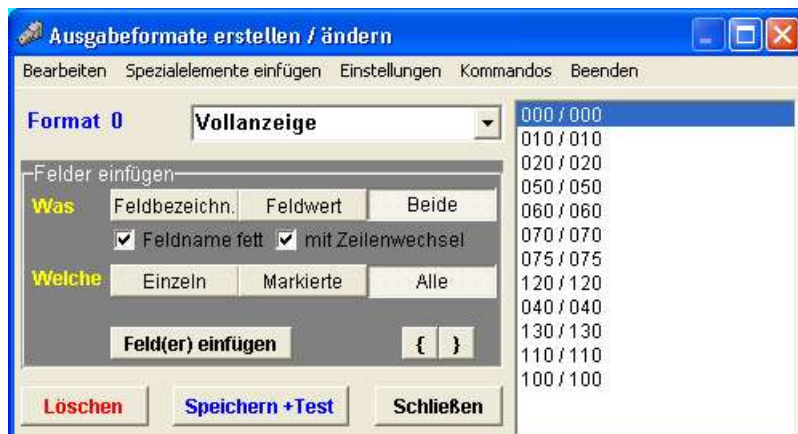 Ausgabeformate erstellen / ändern
Bearbeiten Spezialelemente einfügen Einstellungen Kommandos Beenden
Format 0 Vollanzeige
Felder einfügen
Was Feldbezeichn. Feldwert Beide
Feldname fett mit Zeilenwechsel
Welche Einzeln Markierte Alle
Feld(er) einfügen { }
Löschen Speichern +Test Schließen
000 / 000
010 / 010
020 / 020
050 / 050
060 / 060
070 / 070
075 / 075
120 / 120
040 / 040
130 / 130
110 / 110
100 / 100